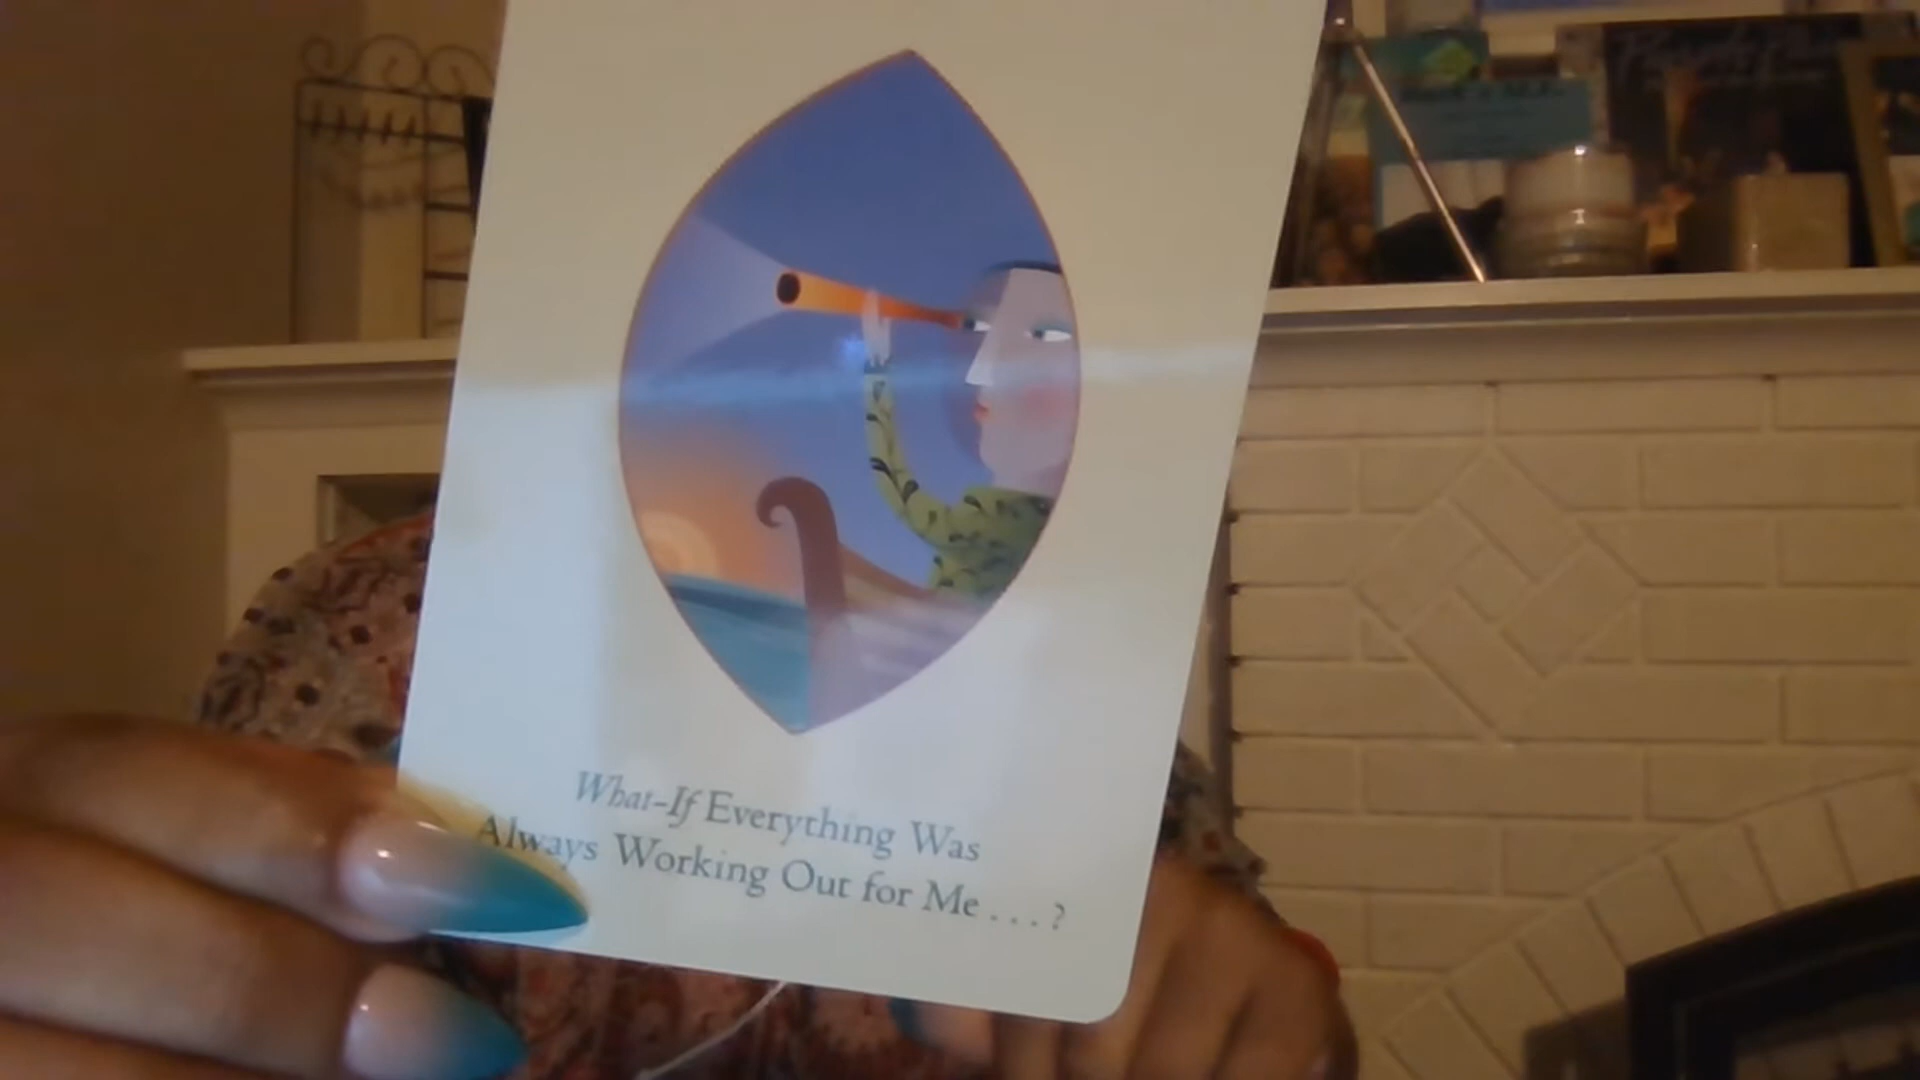 What-If Everything Was
Always Working Out for Me . . . ?